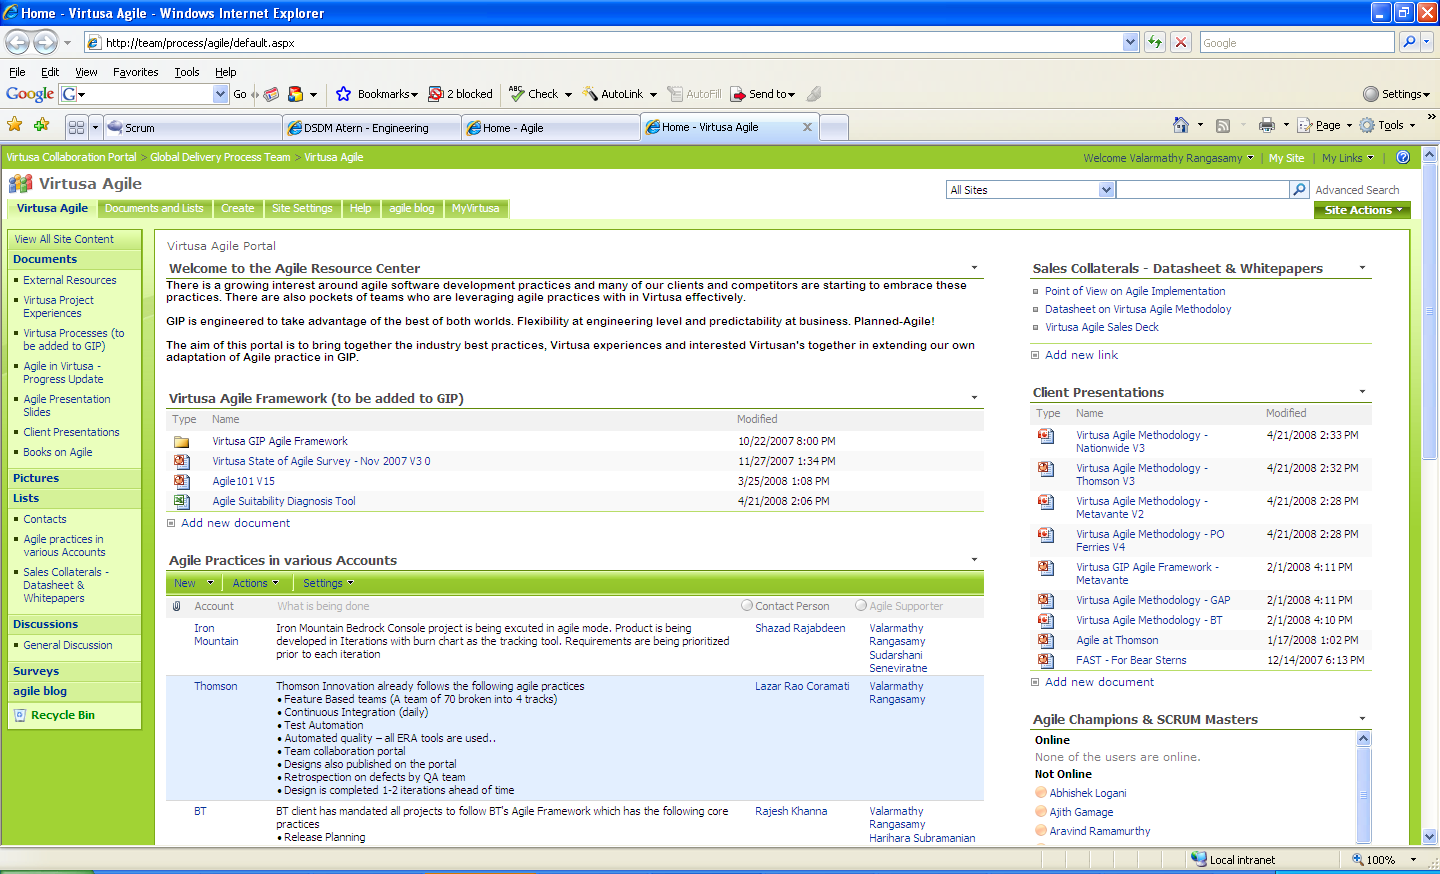 Home - Virtusa Agile - Windows Internet Explorer
http://team/process/agile/default.aspx
Google
File Edit View Favorites Tools Help
Google G Go Bookmarks 2 blocked ABC Check AutoLink AutoFill Send to Settings
Scrum DSDM Atern - Engineering Home - Agile Home - Virtusa Agile Page Tools
Virtusa Collaboration Portal > Global Delivery Process Team > Virtusa Agile
Welcome Valarmathy Rangasamy | My Site | My Links |
Virtusa Agile
All Sites Advanced Search
Virtusa Agile Documents and Lists Create Site Settings Help agile blog MyVirtusa Site Actions
View All Site Content
Documents
External Resources
Virtusa Project
Experiences
Virtusa Processes (to
be added to GIP)
Agile in Virtusa -
Progress Update
Agile Presentation
Slides
Client Presentations
Books on Agile
Pictures
Lists
Contacts
Agile practices in
various Accounts
Sales Collaterals -
Datasheet &
Whitepapers
Discussions
General Discussion
Surveys
agile blog
Recycle Bin
Virtusa Agile Portal
Welcome to the Agile Resource Center
There is a growing interest around agile software development practices and many of our clients and competitors are starting to embrace these
practices. There are also pockets of teams who are leveraging agile practices with in Virtusa effectively.
GIP is engineered to take advantage of the best of both worlds. Flexibility at engineering level and predictability at business. Planned-Agile!
The aim of this portal is to bring together the industry best practices, Virtusa experiences and interested Virtusan's together in extending our own
adaptation of Agile practice in GIP.
Virtusa Agile Framework (to be added to GIP)
Type Name Modified
Virtusa GIP Agile Framework 10/22/2007 8:00 PM
Virtusa State of Agile Survey - Nov 2007 V3 0 11/27/2007 1:34 PM
Agile101 V15 3/25/2008 1:08 PM
Agile Suitability Diagnosis Tool 4/21/2008 2:06 PM
Add new document
Agile Practices in various Accounts
New Actions Settings
Account What is being done Contact Person Agile Supporter
Iron
Mountain
Iron Mountain Bedrock Console project is being excuted in agile mode. Product is being
developed in Iterations with burn chart as the tracking tool. Requirements are being prioritized
prior to each iteration
Shazad Rajabdeen
Valarmathy
Rangasamy
Sudarshani
Seneviratne
Thomson
Thomson Innovation already follows the following agile practices
• Feature Based teams (A team of 70 broken into 4 tracks)
• Continuous Integration (daily)
• Test Automation
• Automated quality – all ERA tools are used..
• Team collaboration portal
• Designs also published on the portal
• Retrospection on defects by QA team
• Design is completed 1-2 iterations ahead of time
Lazar Rao Coramati
Valarmathy
Rangasamy
BT
BT client has mandated all projects to follow BT's Agile Framework which has the following core
practices
• Release Planning
Rajesh Khanna
Valarmathy
Rangasamy
Harihara Subramanian
Sales Collaterals - Datasheet & Whitepapers
Point of View on Agile Implementation
Datasheet on Virtusa Agile Methodoloy
Virtusa Agile Sales Deck
Add new link
Client Presentations
Type Name Modified
Virtusa Agile Methodology - 4/21/2008 2:33 PM
Nationwide V3
Virtusa Agile Methodology - 4/21/2008 2:32 PM
Thomson V3
Virtusa Agile Methodology - 4/21/2008 2:28 PM
Metavante V2
Virtusa Agile Methodology - PO 4/21/2008 2:28 PM
Ferries V4
Virtusa GIP Agile Framework - 2/1/2008 4:11 PM
Metavante
Virtusa Agile Methodology - GAP 2/1/2008 4:11 PM
Virtusa Agile Methodology - BT 2/1/2008 4:10 PM
Agile at Thomson 1/17/2008 1:02 PM
FAST - For Bear Sterns 12/14/2007 6:13 PM
Add new document
Agile Champions & SCRUM Masters
Online
None of the users are online.
Not Online
Abhishek Logani
Ajith Gamage
Aravind Ramamurthy
Local intranet 100%